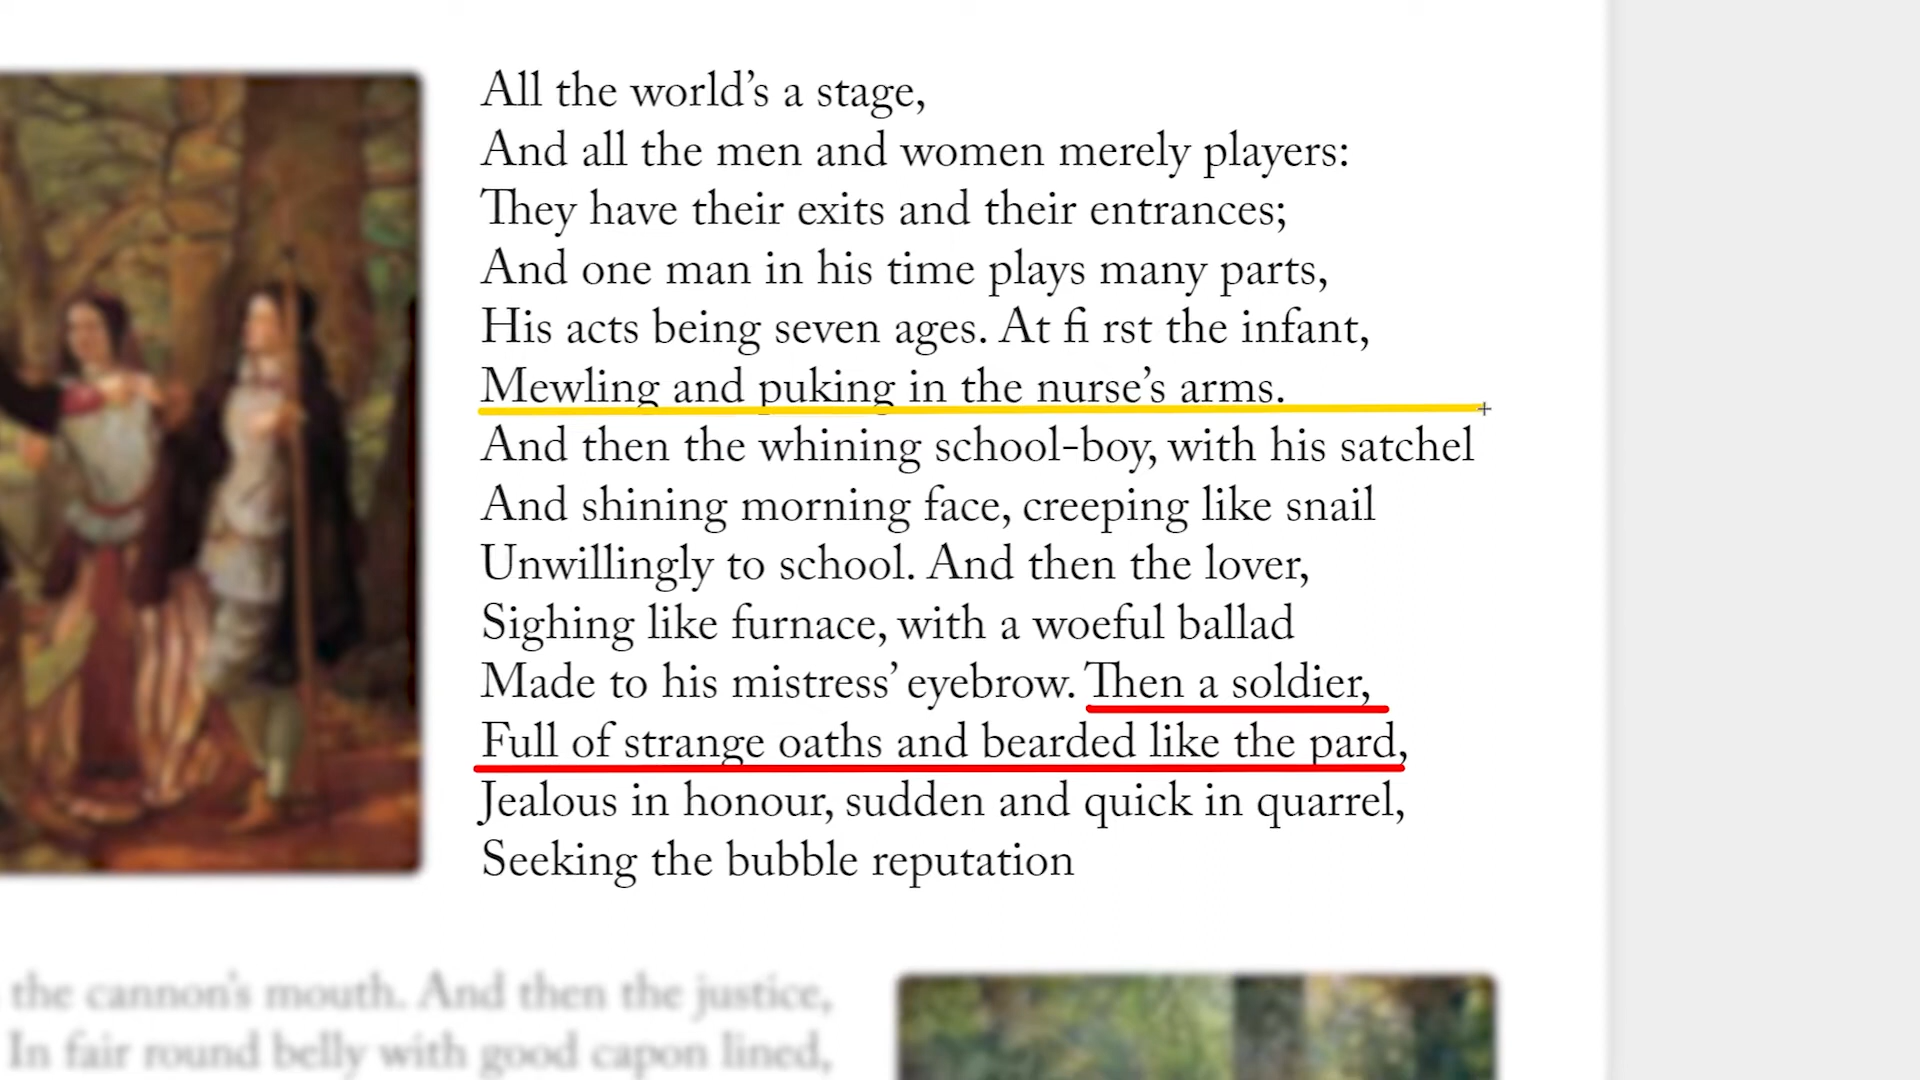 All the world’s a stage,
And all the men and women merely players:
They have their exits and their entrances;
And one man in his time plays many parts,
His acts being seven ages. At fi rst the infant,
Mewling and puking in the nurse’s arms.
And then the whining school-boy, with his satchel
And shining morning face, creeping like snail
Unwillingly to school. And then the lover,
Sighing like furnace, with a woeful ballad
Made to his mistress’ eyebrow. Then a soldier,
Full of strange oaths and bearded like the pard,
Jealous in honour, sudden and quick in quarrel,
Seeking the bubble reputation
the cannon’s mouth. And then the justice,
In fair round belly with good capon lined,